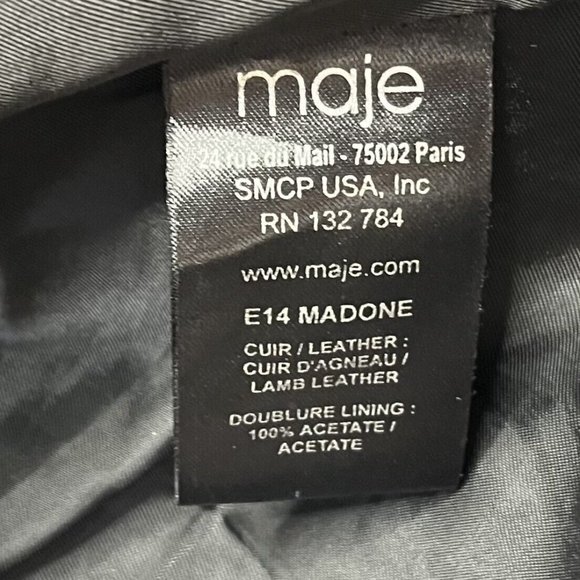 maje
24 rue du Mail - 75002 Paris
SMCP USA, Inc
RN 132 784
www.maje.com
E14 MADONE
CUIR / LEATHER :
CUIR D'AGNEAU /
LAMB LEATHER
DOUBLURE LINING :
100% ACETATE /
ACETATE